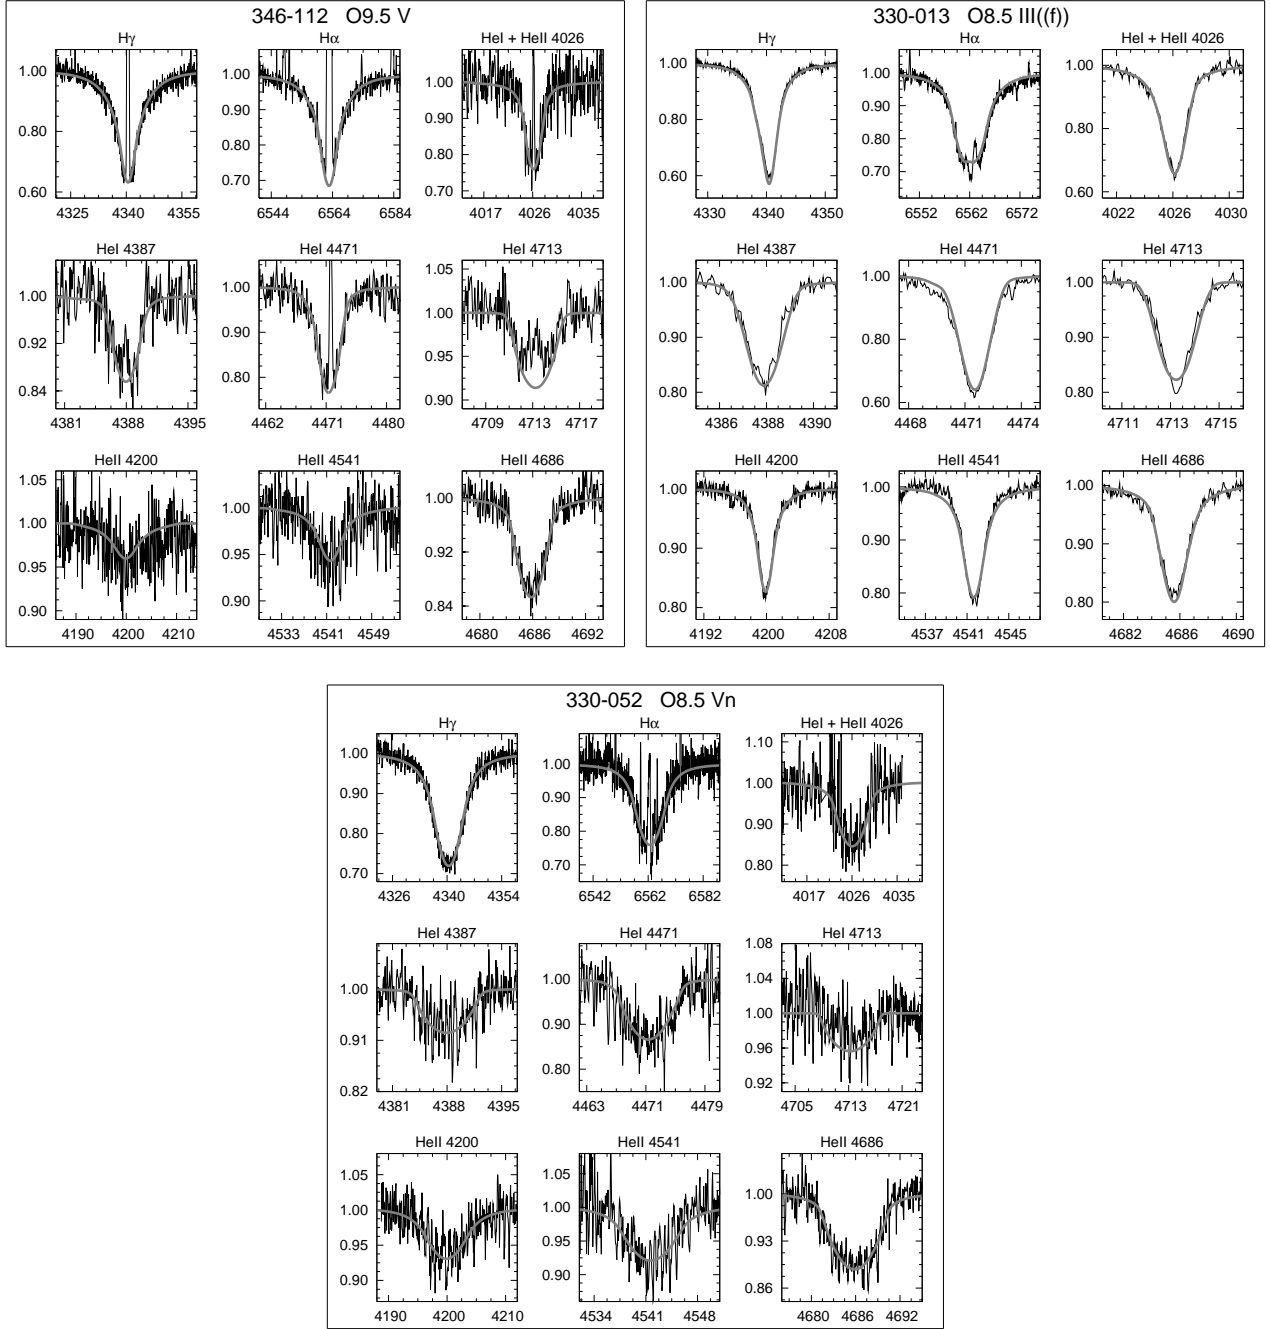 346-112 O9.5 V
Hγ Hα HeI + HeII 4026
1.00 0.80 0.60 4325 4340 4355
1.00 0.90 0.80 0.70 6544 6564 6584
1.00 0.90 0.80 0.70 4017 4026 4035
HeI 4387 HeI 4471 HeI 4713
1.00 0.92 0.84 4381 4388 4395
1.00 0.90 0.80 4462 4471 4480
1.05 1.00 0.95 0.90 4709 4713 4717
HeII 4200 HeII 4541 HeII 4686
1.05 1.00 0.95 0.90 4190 4200 4210
1.00 0.95 0.90 4533 4541 4549
1.00 0.92 0.84 4680 4686 4692
330-013 O8.5 III((f))
Hγ Hα HeI + HeII 4026
1.00 0.80 0.60 4330 4340 4352
1.00 0.90 0.80 0.70 6552 6562 6572
1.00 0.80 0.60 4022 4026 4030
HeI 4387 HeI 4471 HeI 4713
1.00 0.90 0.80 4386 4388 4390
1.00 0.80 0.60 4468 4471 4474
1.00 0.90 0.80 4711 4713 4715
HeII 4200 HeII 4541 HeII 4686
1.00 0.90 0.80 4192 4200 4208
1.00 0.90 0.80 4537 4541 4545
1.00 0.90 0.80 4682 4686 4690
330-052 O8.5 Vn
Hγ Hα HeI + HeII 4026
1.00 0.90 0.80 0.70 4326 4340 4354
1.00 0.90 0.80 0.70 6542 6562 6582
1.10 1.00 0.90 0.80 4017 4026 4035
HeI 4387 HeI 4471 HeI 4713
1.00 0.91 0.82 4381 4388 4395
1.00 0.90 0.80 4463 4471 4479
1.08 1.04 1.00 0.96 0.92 4705 4713 4721
HeII 4200 HeII 4541 HeII 4686
1.05 1.00 0.95 0.90 4190 4200 4212
1.05 1.00 0.95 0.90 4534 4541 4548
1.00 0.93 0.86 4680 4686 4692